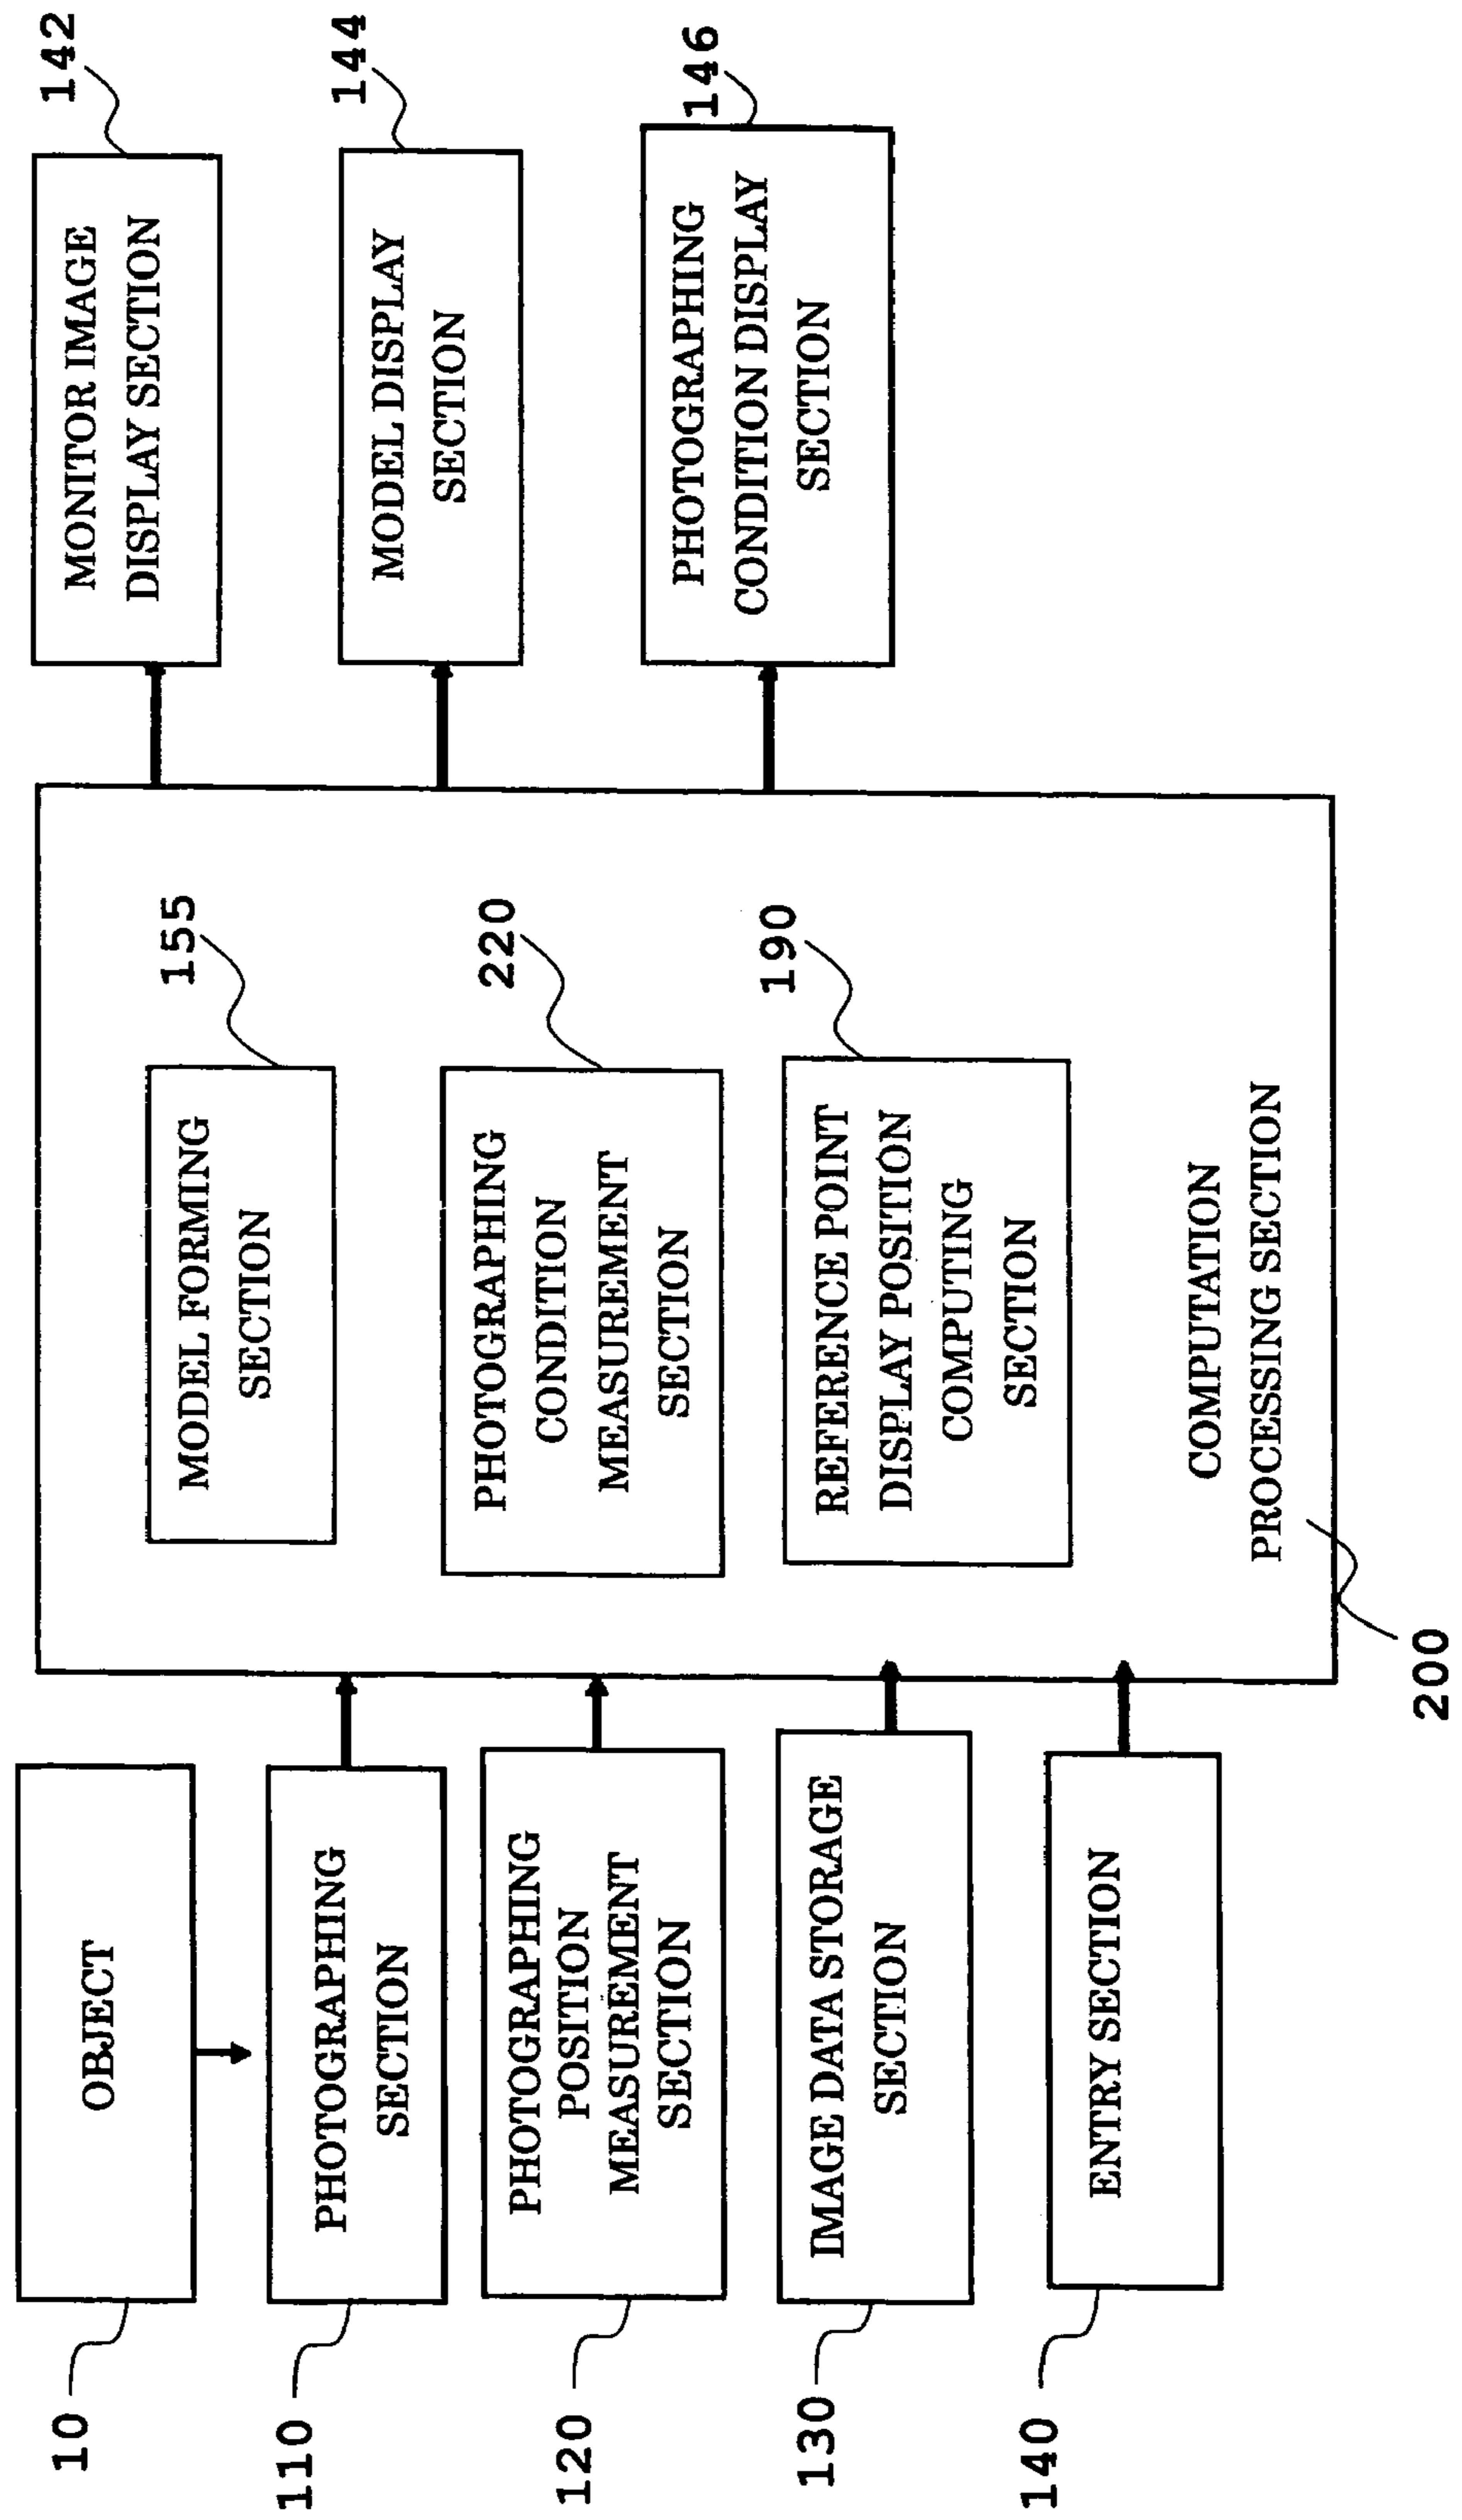 10
OBJECT
110
PHOTOGRAPHING
SECTION
120
PHOTOGRAPHING
POSITION
MEASUREMENT
SECTION
130
IMAGE DATA STORAGE
SECTION
140
ENTRY SECTION
155
MODEL FORMING
SECTION
220
PHOTOGRAPHING
CONDITION
MEASUREMENT
SECTION
190
REFERENCE POINT
DISPLAY POSITION
COMPUTING
SECTION
COMPUTATION
PROCESSING SECTION
200
142
MONITOR IMAGE
DISPLAY SECTION
144
MODEL DISPLAY
SECTION
146
PHOTOGRAPHING
CONDITION DISPLAY
SECTION